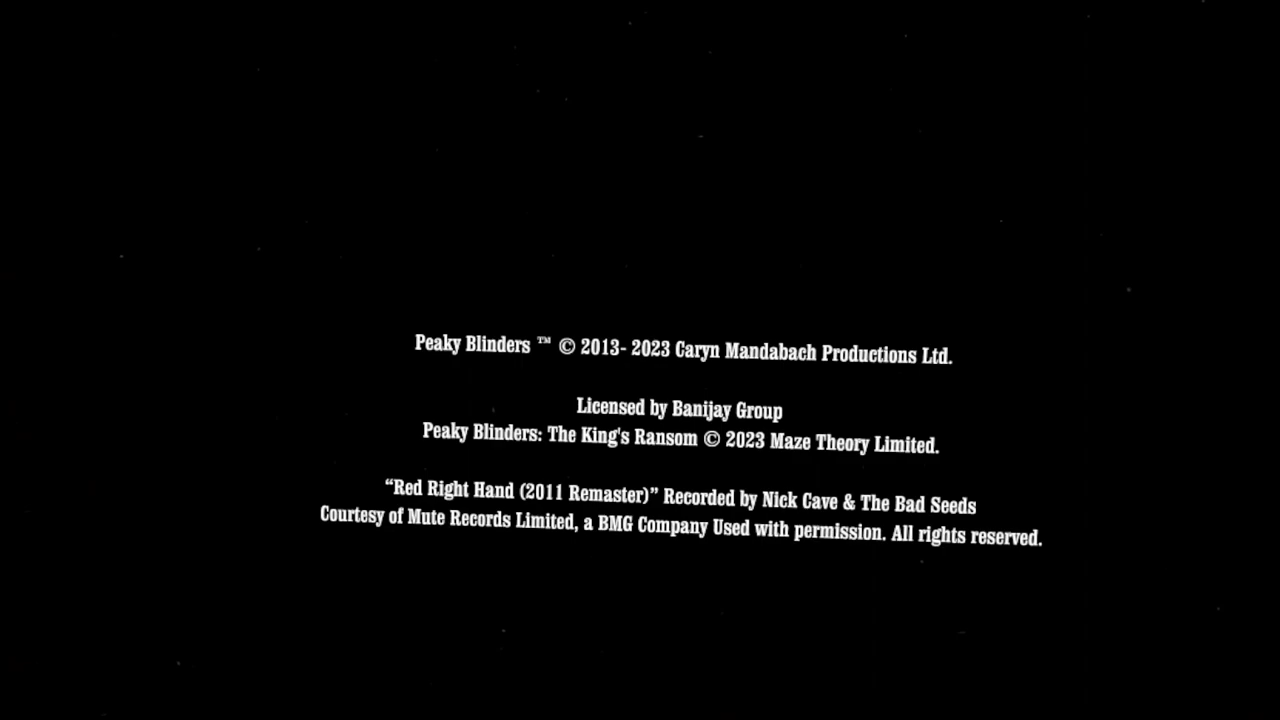 Peaky Blinders ™ © 2013- 2023 Caryn Mandabach Productions Ltd.
Licensed by Banijay Group
Peaky Blinders: The King's Ransom © 2023 Maze Theory Limited.
“Red Right Hand (2011 Remaster)” Recorded by Nick Cave & The Bad Seeds
Courtesy of Mute Records Limited, a BMG Company Used with permission. All rights reserved.